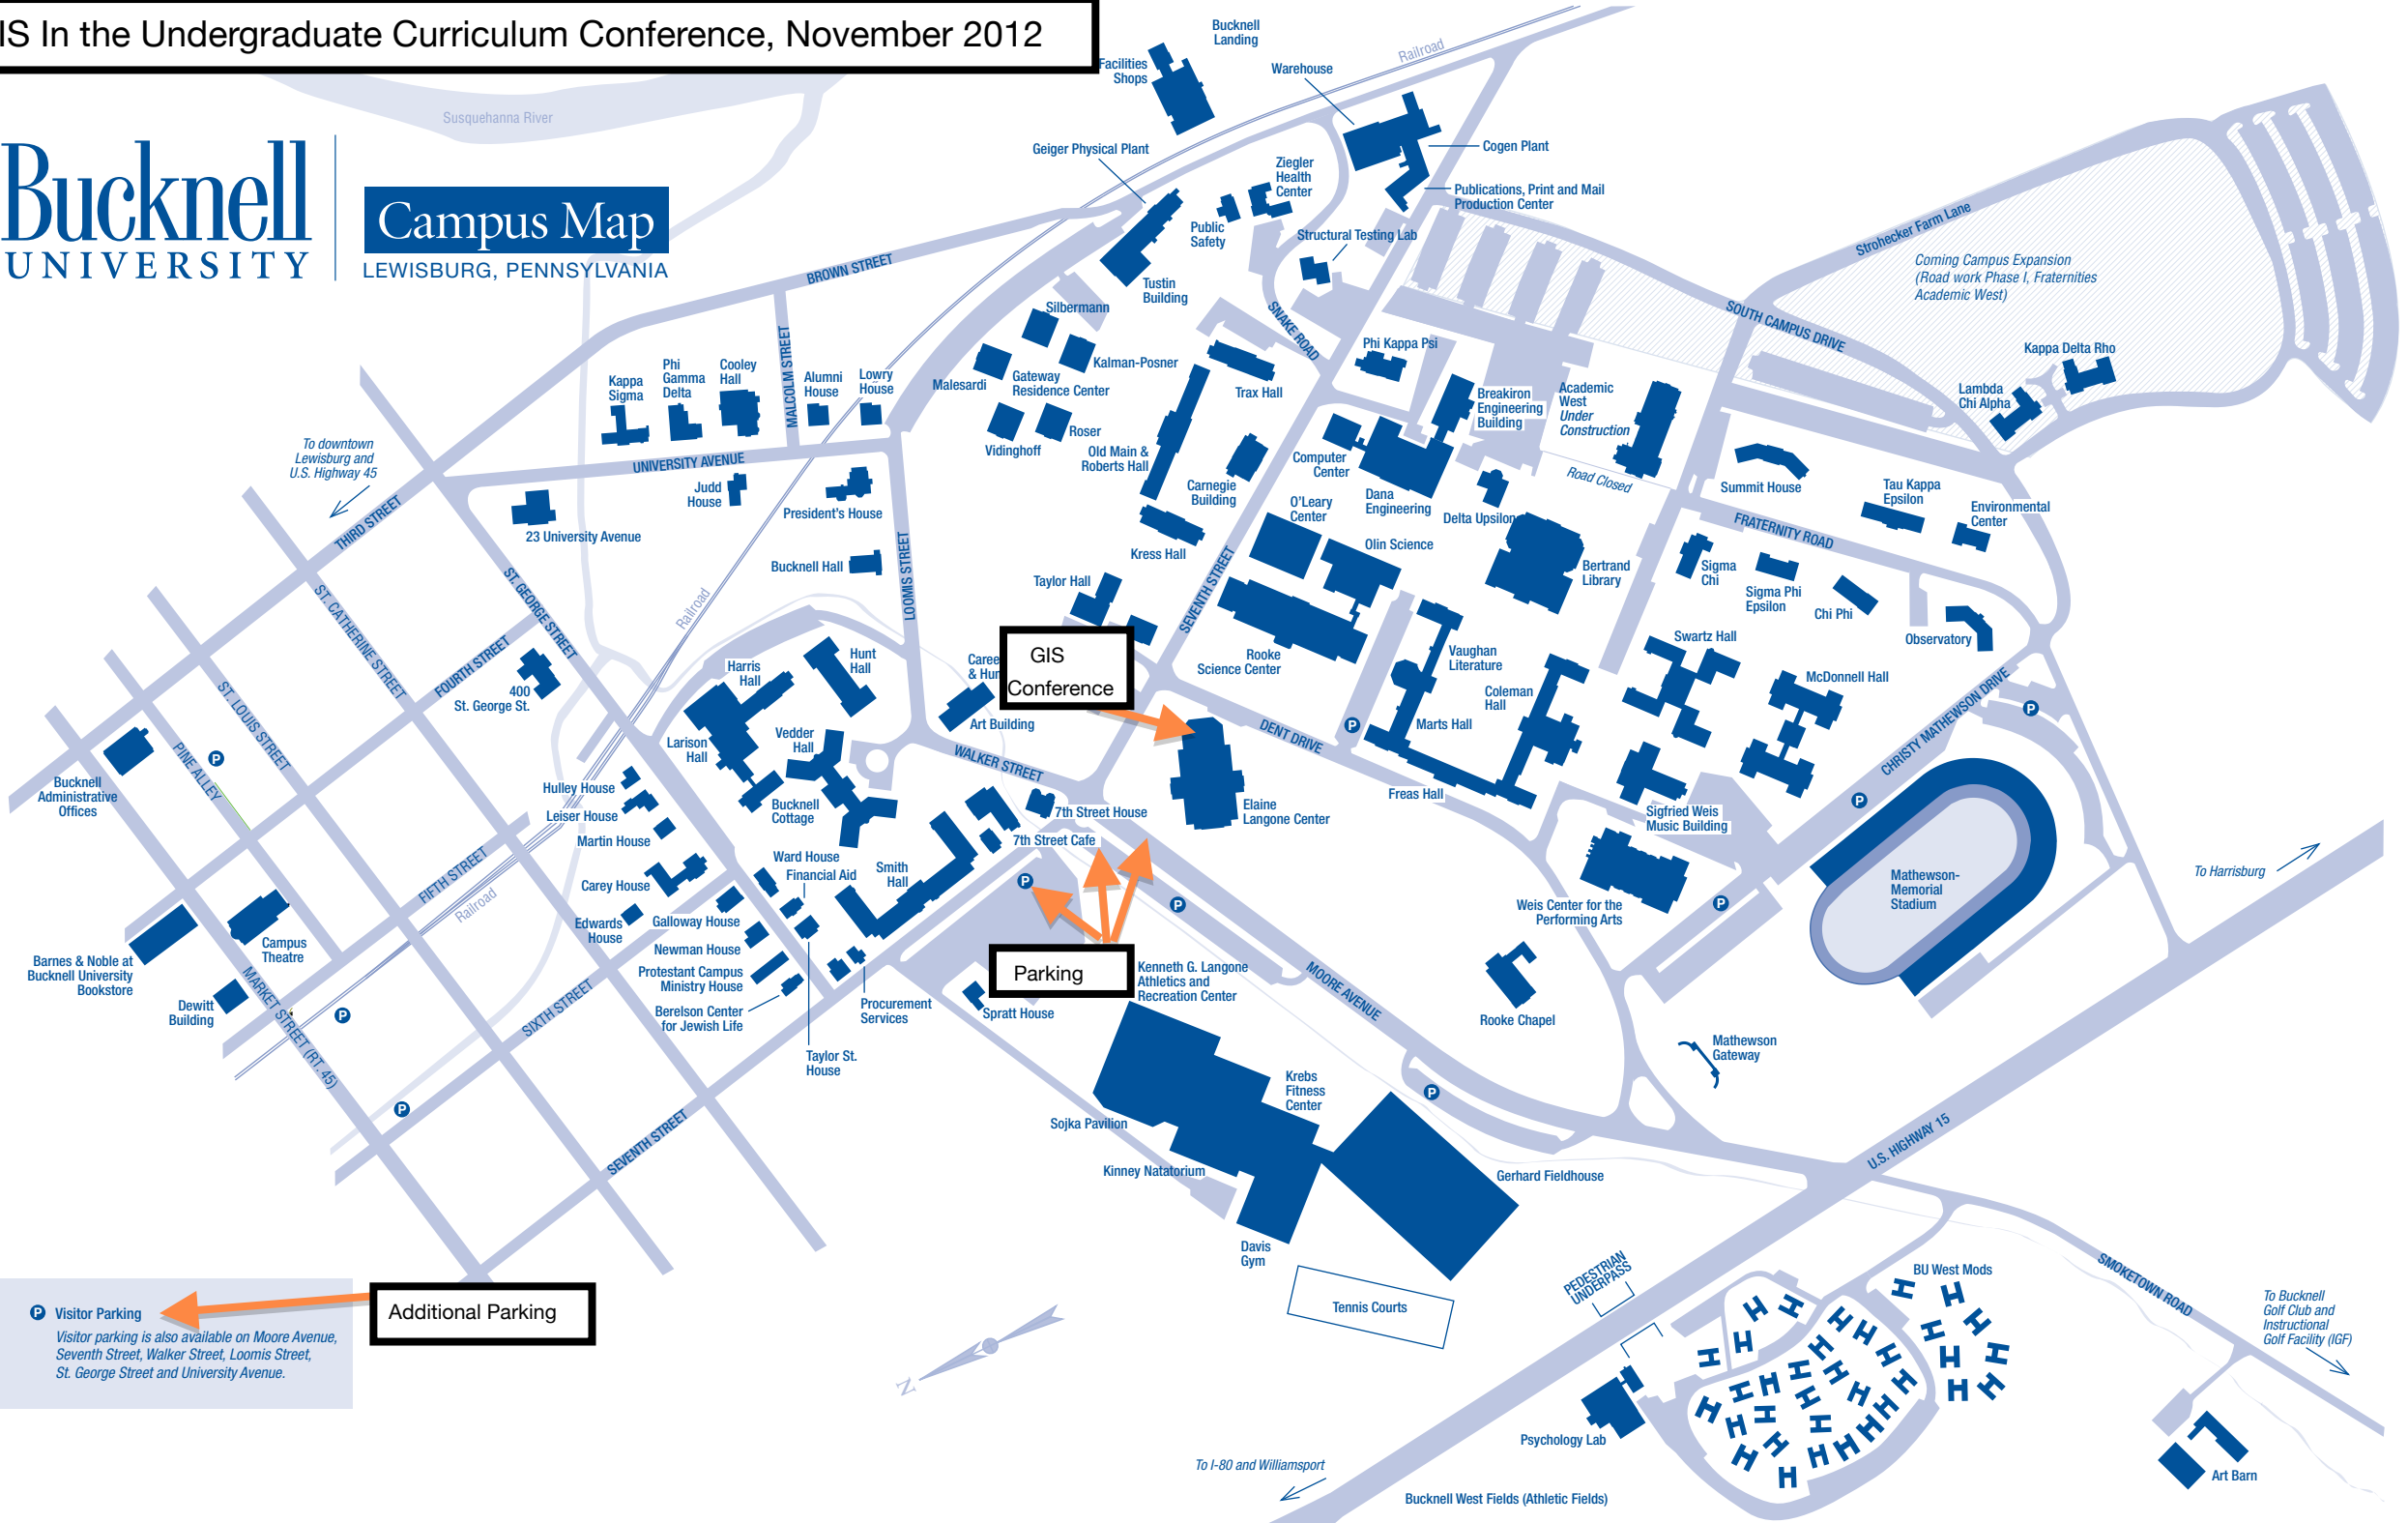 IS In the Undergraduate Curriculum Conference, November 2012
Bucknell
UNIVERSITY
Campus Map
LEWISBURG, PENNSYLVANIA
Susquehanna River
Facilities
Shops
Bucknell
Landing
Railroad
Warehouse
Cogen Plant
Publications, Print and Mail
Production Center
Geiger Physical Plant
Ziegler
Health
Center
Public
Safety
Structural Testing Lab
Tustin
Building
BROWN STREET
SNAKE ROAD
Strohecker Farm Lane
Coming Campus Expansion
(Road work Phase I, Fraternities
Academic West)
SOUTH CAMPUS DRIVE
Kappa Delta Rho
Lambda
Chi Alpha
Silbermann
Kalman-Posner
Malesardi
Gateway
Residence Center
Vidinghoff
Roser
Old Main &
Roberts Hall
Trax Hall
Carnegie
Building
Kress Hall
Phi Kappa Psi
Breakiron
Engineering
Building
Academic
West
Under
Construction
Road Closed
Computer
Center
Dana
Engineering
Delta Upsilon
O'Leary
Center
Olin Science
Bertrand
Library
Summit House
Tau Kappa
Epsilon
Environmental
Center
FRATERNITY ROAD
Sigma
Chi
Sigma Phi
Epsilon
Chi Phi
Observatory
Kappa
Sigma
Phi
Gamma
Delta
Cooley
Hall
MALCOLM STREET
Alumni
House
Lowry
House
UNIVERSITY AVENUE
Judd
House
President's House
23 University Avenue
Bucknell Hall
LOOMIS STREET
To downtown
Lewisburg and
U.S. Highway 45
THIRD STREET
ST. GEORGE STREET
ST. CATHERINE STREET
FOURTH STREET
ST. LOUIS STREET
PINE ALLEY
400
St. George St.
Railroad
Taylor Hall
SEVENTH STREET
GIS
Conference
Caree
& Hun
Art Building
Rooke
Science Center
Vaughan
Literature
Coleman
Hall
Marts Hall
Freas Hall
DENT DRIVE
P
Swartz Hall
McDonnell Hall
CHRISTY MATHEWSON DRIVE
P
P
Sigfried Weis
Music Building
Mathewson-
Memorial
Stadium
To Harrisburg
Weis Center for the
Performing Arts
P
Rooke Chapel
Mathewson
Gateway
Harris
Hall
Hunt
Hall
Larison
Hall
Vedder
Hall
Bucknell
Cottage
WALKER STREET
7th Street House
7th Street Cafe
Elaine
Langone Center
P
P
Hulley House
Leiser House
Martin House
Carey House
Edwards
House
Ward House
Financial Aid
Smith
Hall
Galloway House
Newman House
Protestant Campus
Ministry House
Berelson Center
for Jewish Life
Taylor St.
House
Procurement
Services
Spratt House
Parking
Kenneth G. Langone
Athletics and
Recreation Center
MOORE AVENUE
P
Krebs
Fitness
Center
Sojka Pavilion
Kinney Natatorium
Davis
Gym
Gerhard Fieldhouse
Tennis Courts
Bucknell
Administrative
Offices
P
Barnes & Noble at
Bucknell University
Bookstore
Campus
Theatre
Dewitt
Building
FIFTH STREET
Railroad
MARKET STREET (RT. 45)
P
SIXTH STREET
P
SEVENTH STREET
U.S. HIGHWAY 15
PEDESTRIAN
UNDERPASS
BU West Mods
SMOKETOWN ROAD
To Bucknell
Golf Club and
Instructional
Golf Facility (IGF)
Psychology Lab
Art Barn
To I-80 and Williamsport
Bucknell West Fields (Athletic Fields)
N
Additional Parking
P Visitor Parking
Visitor parking is also available on Moore Avenue,
Seventh Street, Walker Street, Loomis Street,
St. George Street and University Avenue.